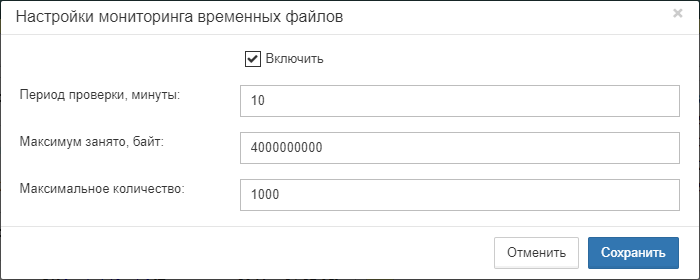 Настройки мониторинга временных файлов ×
Включить
Период проверки, минуты: 10
Максимум занято, байт: 4000000000
Максимальное количество: 1000
Отменить Сохранить